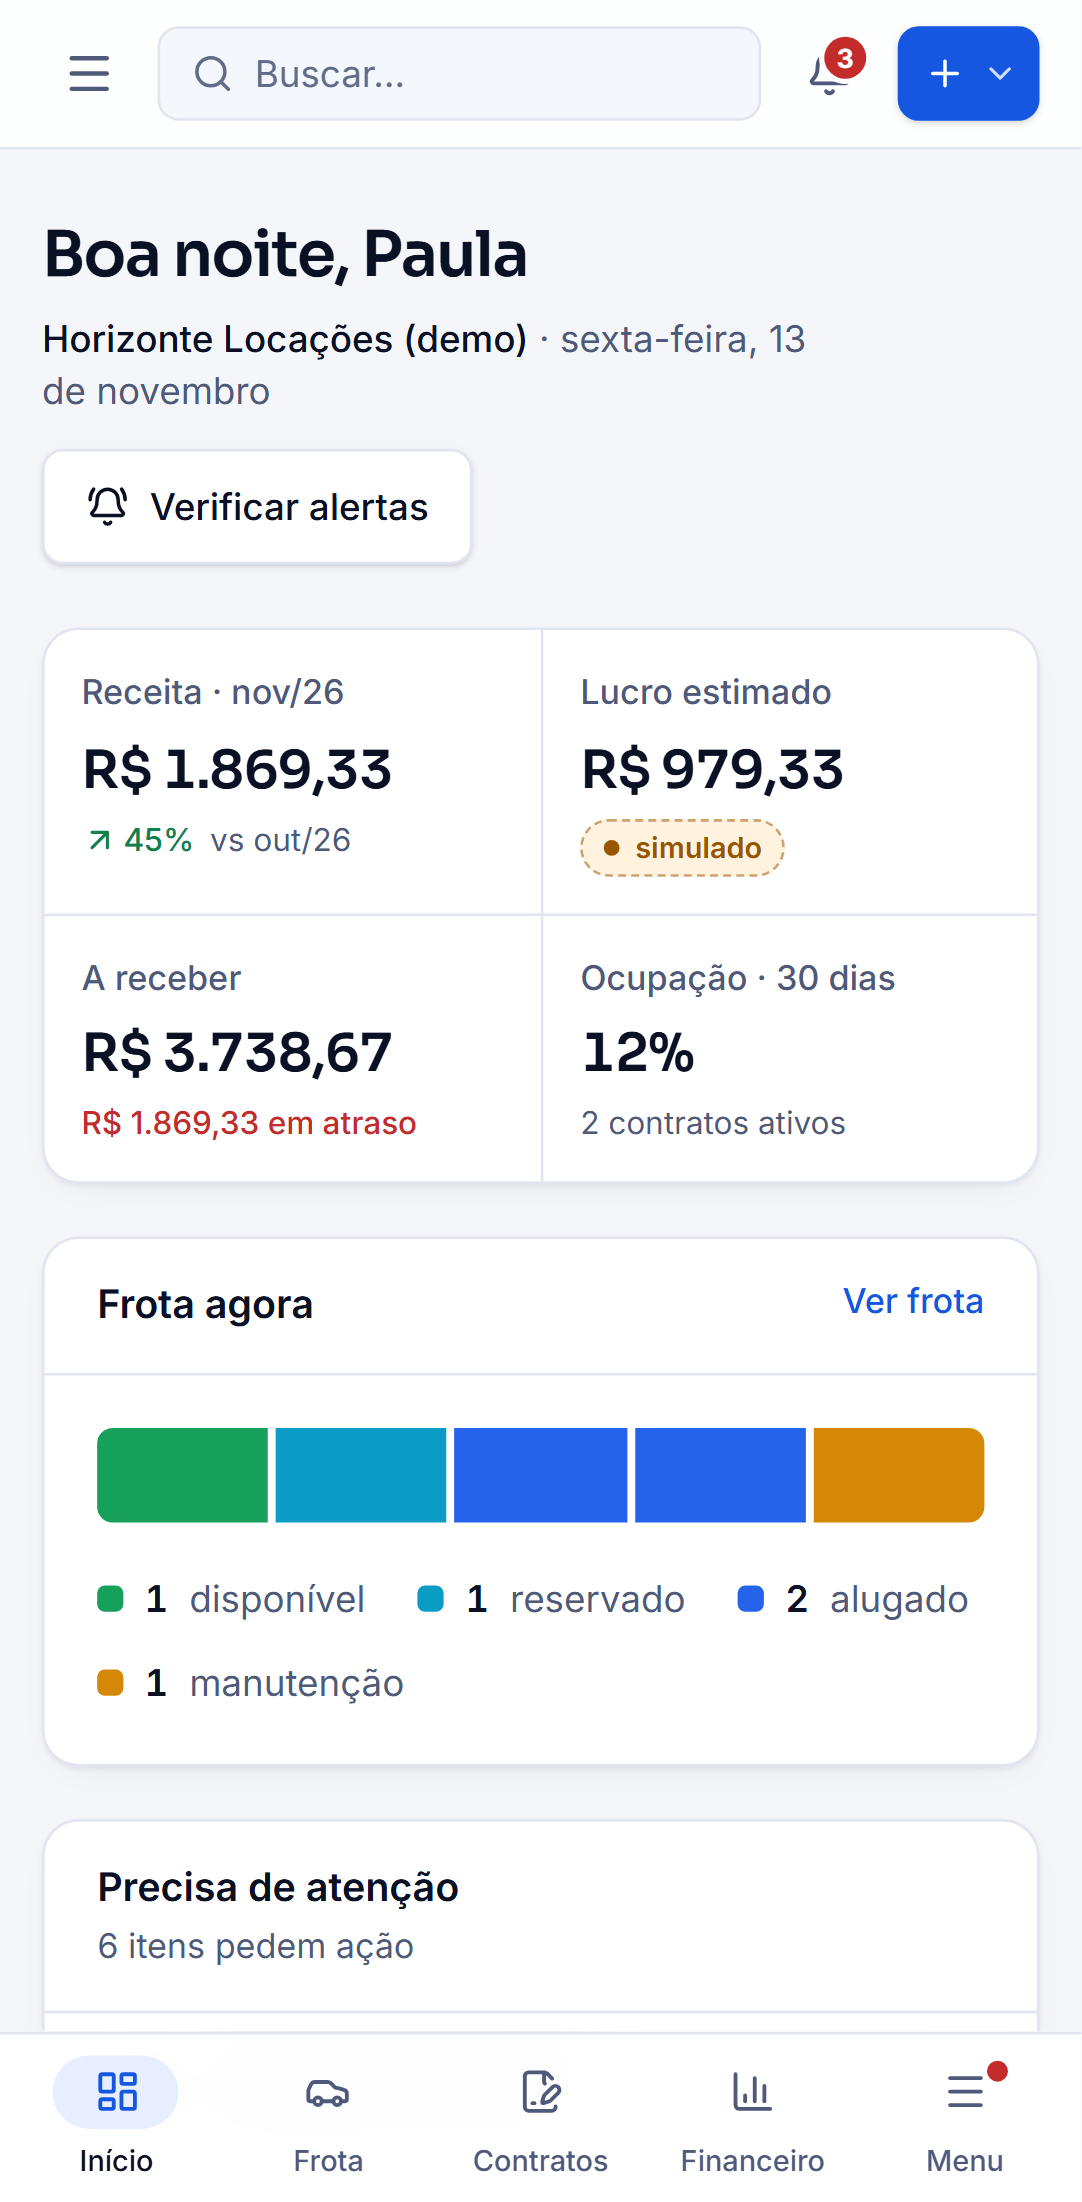 Buscar...
3
Boa noite, Paula
Horizonte Locações (demo) · sexta-feira, 13
de novembro
Verificar alertas
Receita · nov/26
R$ 1.869,33
45% vs out/26
Lucro estimado
R$ 979,33
simulado
A receber
R$ 3.738,67
R$ 1.869,33 em atraso
Ocupação · 30 dias
12%
2 contratos ativos
Frota agora
Ver frota
1 disponível
1 reservado
2 alugado
1 manutenção
Precisa de atenção
6 itens pedem ação
Início
Frota
Contratos
Financeiro
Menu